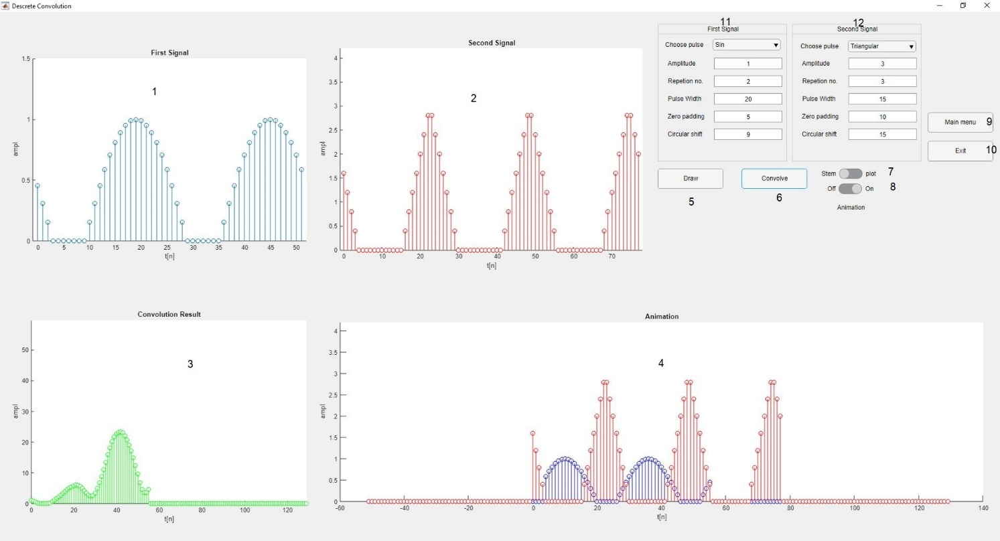 Descrete Convolution
First Signal
1.5
1
0.5
0
ampl
1
0 5 10 15 20 25 30 35 40 45 50
t[n]
Second Signal
4
3.5
3
2.5
2
1.5
1
0.5
0
ampl
2
0 10 20 30 40 50 60 70
t[n]
11
First Signal
Choose pulse Sin
Amplitude 1
Repetion no. 2
Pulse Width 20
Zero padding 5
Circular shift 9
12
Second Signal
Choose pulse Triangular
Amplitude 3
Repetion no. 3
Pulse Width 15
Zero padding 10
Circular shift 15
Main menu 9
Exit 10
Draw
5
Convolve
6
Stem plot 7
Off On 8
Animation
Convolution Result
50
40
30
20
10
0
ampl
3
0 20 40 60 80 100 120
t[n]
Animation
4
3.5
3
2.5
2
1.5
1
0.5
0
ampl
4
-60 -40 -20 0 20 40 60 80 100 120 140
t[n]